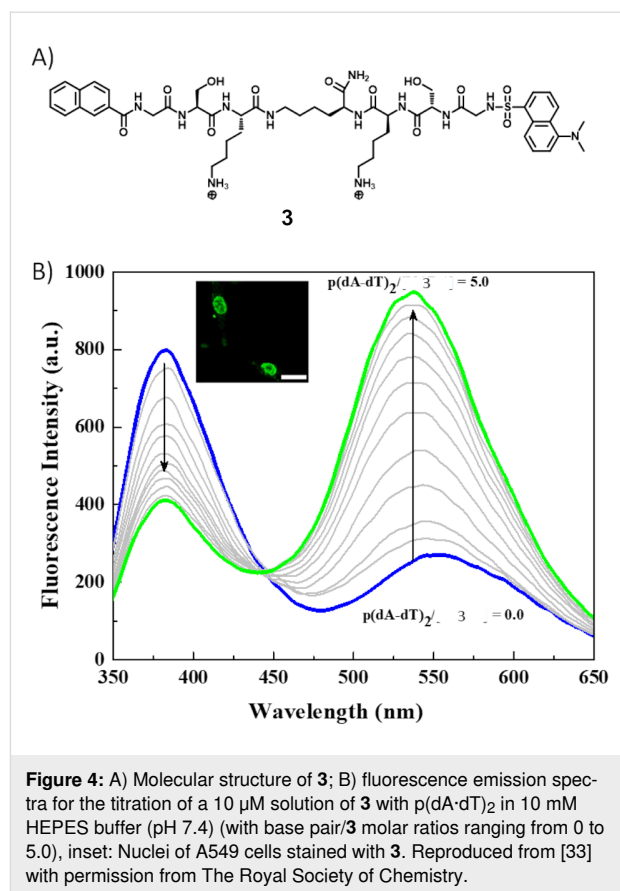 A)
OH
NH₂
HO
O
H
N
O
N
H
O
H
N
O
N
H
O
N
H
O
H
N
O
N
H
O
H
N
O
S
O
N
NH₃
⊕
NH₃
⊕
3
B)
p(dA-dT)₂/ 3 = 5.0
p(dA-dT)₂/ 3 = 0.0
Fluorescence Intensity (a.u.)
1000
800
600
400
200
0
350 400 450 500 550 600 650
Wavelength (nm)
Figure 4: A) Molecular structure of 3; B) fluorescence emission spec-
tra for the titration of a 10 µM solution of 3 with p(dA·dT)₂ in 10 mM
HEPES buffer (pH 7.4) (with base pair/3 molar ratios ranging from 0 to
5.0), inset: Nuclei of A549 cells stained with 3. Reproduced from [33]
with permission from The Royal Society of Chemistry.